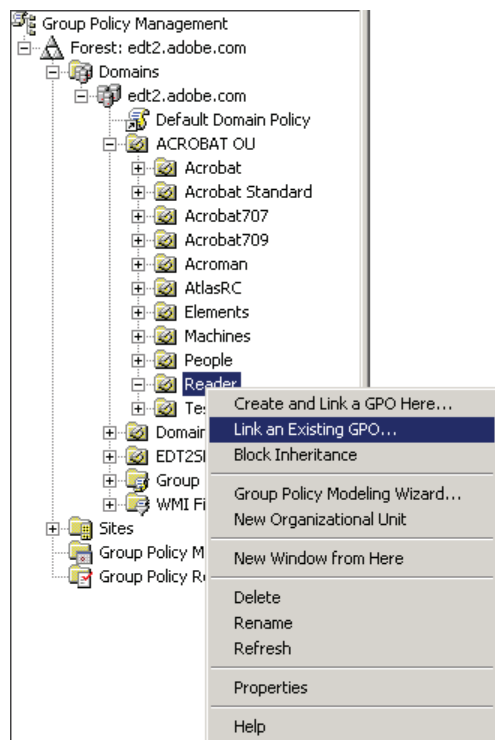 Group Policy Management
Forest: edt2.adobe.com
Domains
edt2.adobe.com
Default Domain Policy
ACROBAT OU
Acrobat
Acrobat Standard
Acrobat707
Acrobat709
Acroman
AtlasRC
Elements
Machines
People
Reader
Create and Link a GPO Here...
Link an Existing GPO...
Block Inheritance
Group Policy Modeling Wizard...
New Organizational Unit
New Window from Here
Delete
Rename
Refresh
Properties
Help
Domain
Group
WMI Fi
Sites
Group Policy M
Group Policy R